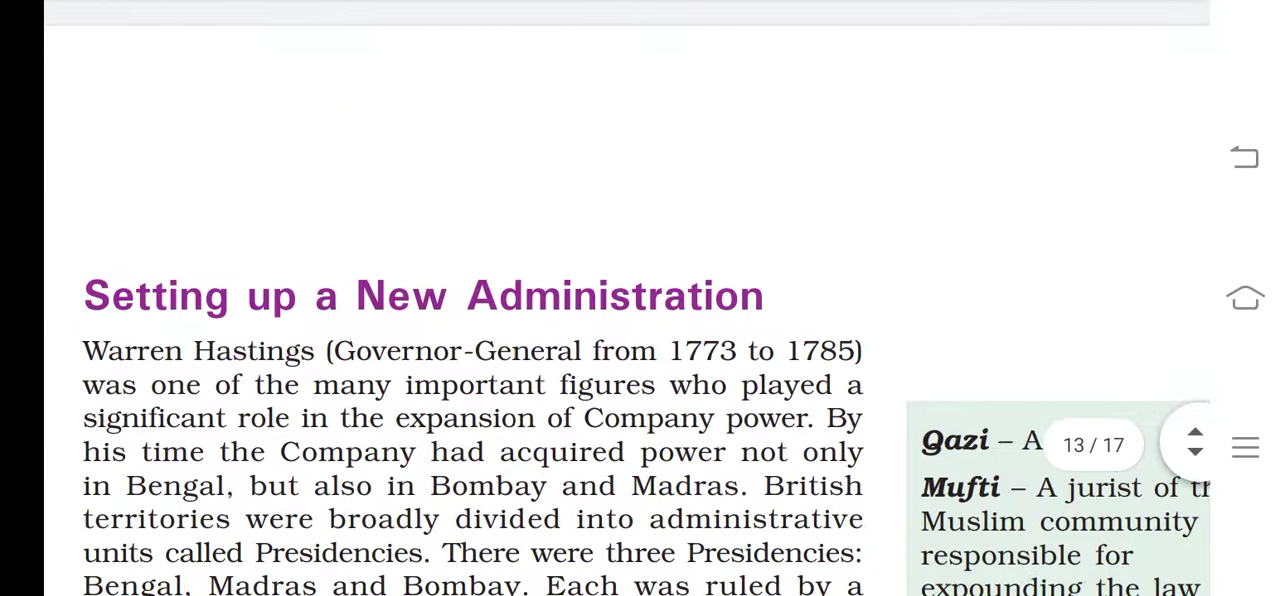 Setting up a New Administration
Warren Hastings (Governor-General from 1773 to 1785)
was one of the many important figures who played a
significant role in the expansion of Company power. By
his time the Company had acquired power not only
in Bengal, but also in Bombay and Madras. British
territories were broadly divided into administrative
units called Presidencies. There were three Presidencies:
Bengal, Madras and Bombay. Each was ruled by a
Qazi – A
13 / 17
Mufti – A jurist of
Muslim community
responsible for
expounding the law